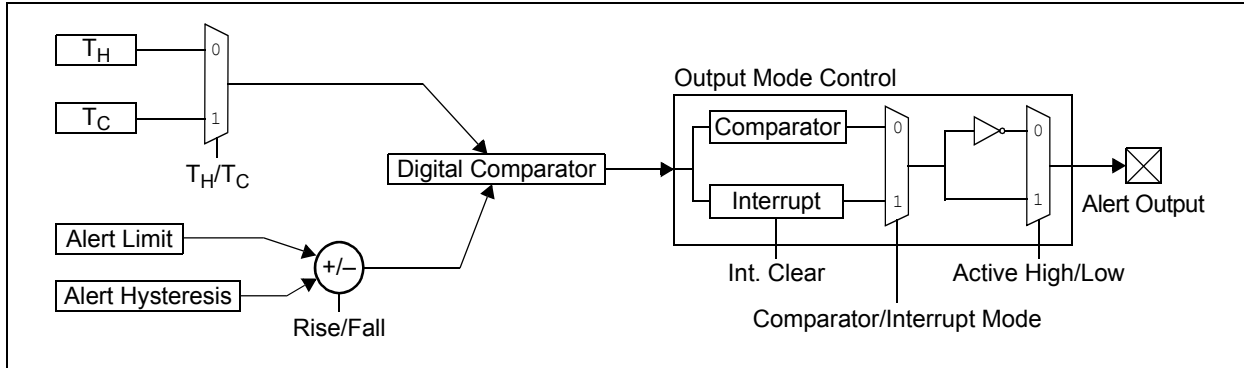 T_H
0
T_C
1
T_H/T_C
Alert Limit
Alert Hysteresis
+/–
Rise/Fall
Digital Comparator
Output Mode Control
Comparator
0
Interrupt
1
Int. Clear
Comparator/Interrupt Mode
0
1
Active High/Low
Alert Output